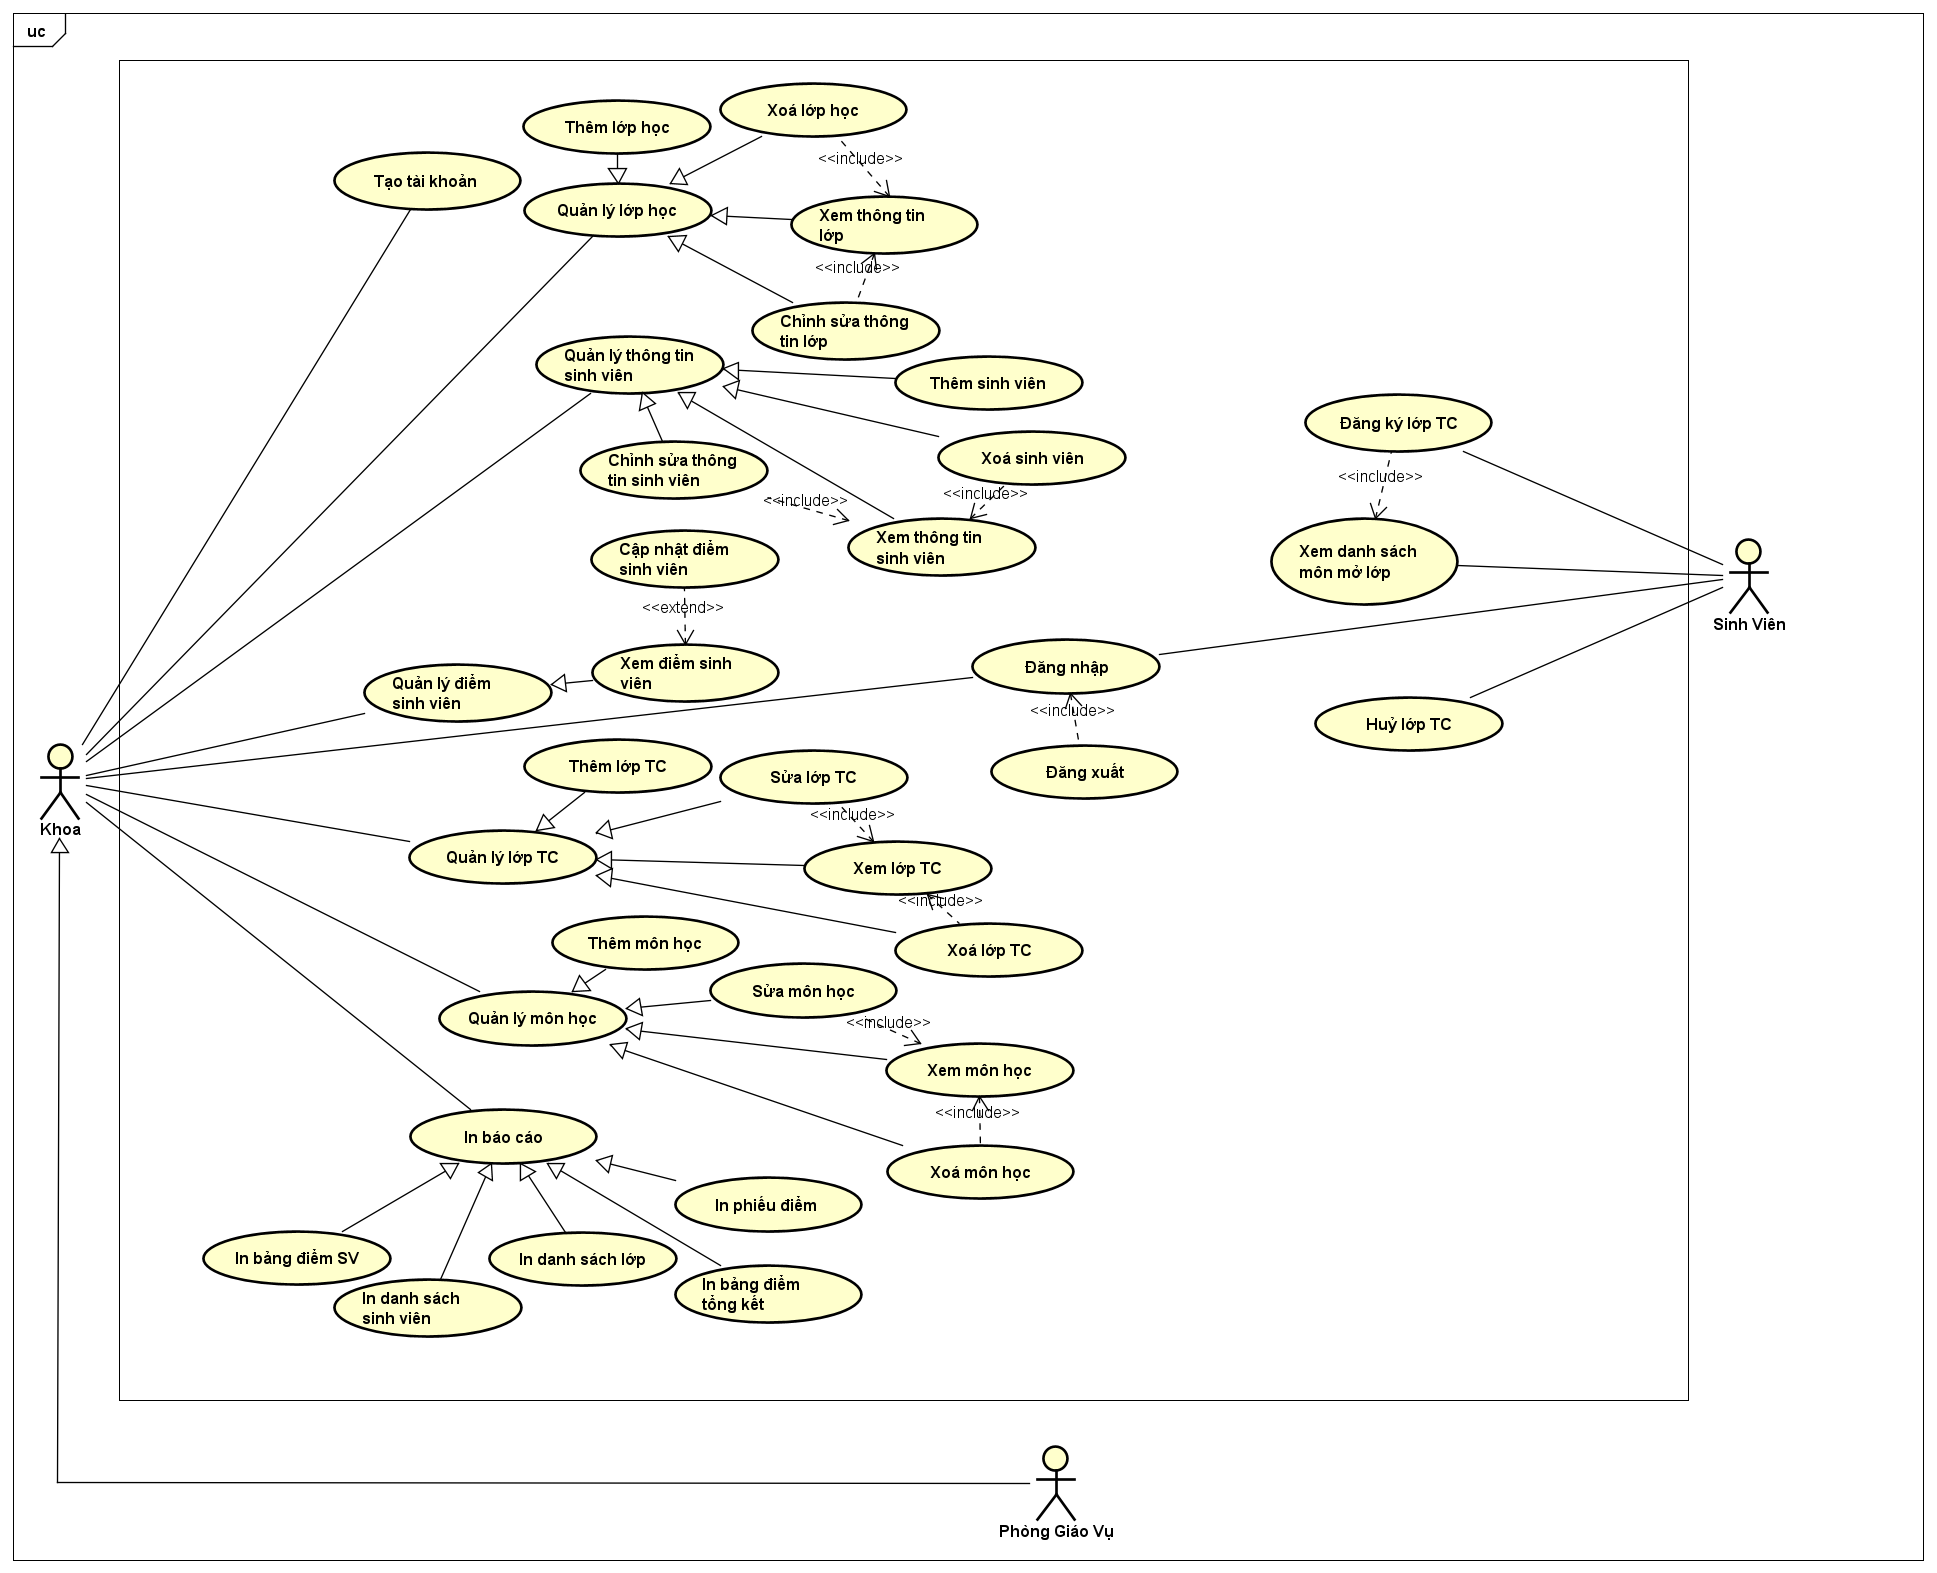 uc
Xoá lớp học
Thêm lớp học
<<include>>
Tạo tài khoản
Quản lý lớp học
Xem thông tin
lớp
<<include>>
Chỉnh sửa thông
tin lớp
Quản lý thông tin
sinh viên
Thêm sinh viên
Đăng ký lớp TC
Chỉnh sửa thông
tin sinh viên
Xoá sinh viên
<<include>>
<<include>>
<<include>>
Xem thông tin
sinh viên
Cập nhật điểm
sinh viên
Xem danh sách
môn mở lớp
<<extend>>
Sinh Viên
Xem điểm sinh
viên
Đăng nhập
Quản lý điểm
sinh viên
<<include>>
Huỷ lớp TC
Thêm lớp TC
Sửa lớp TC
Đăng xuất
<<include>>
Khoa
Quản lý lớp TC
Xem lớp TC
<<include>>
Thêm môn học
Xoá lớp TC
Sửa môn học
Quản lý môn học
<<include>>
Xem môn học
<<include>>
In báo cáo
Xoá môn học
In phiếu điểm
In bảng điểm SV
In danh sách lớp
In danh sách
sinh viên
In bảng điểm
tổng kết
Phòng Giáo Vụ